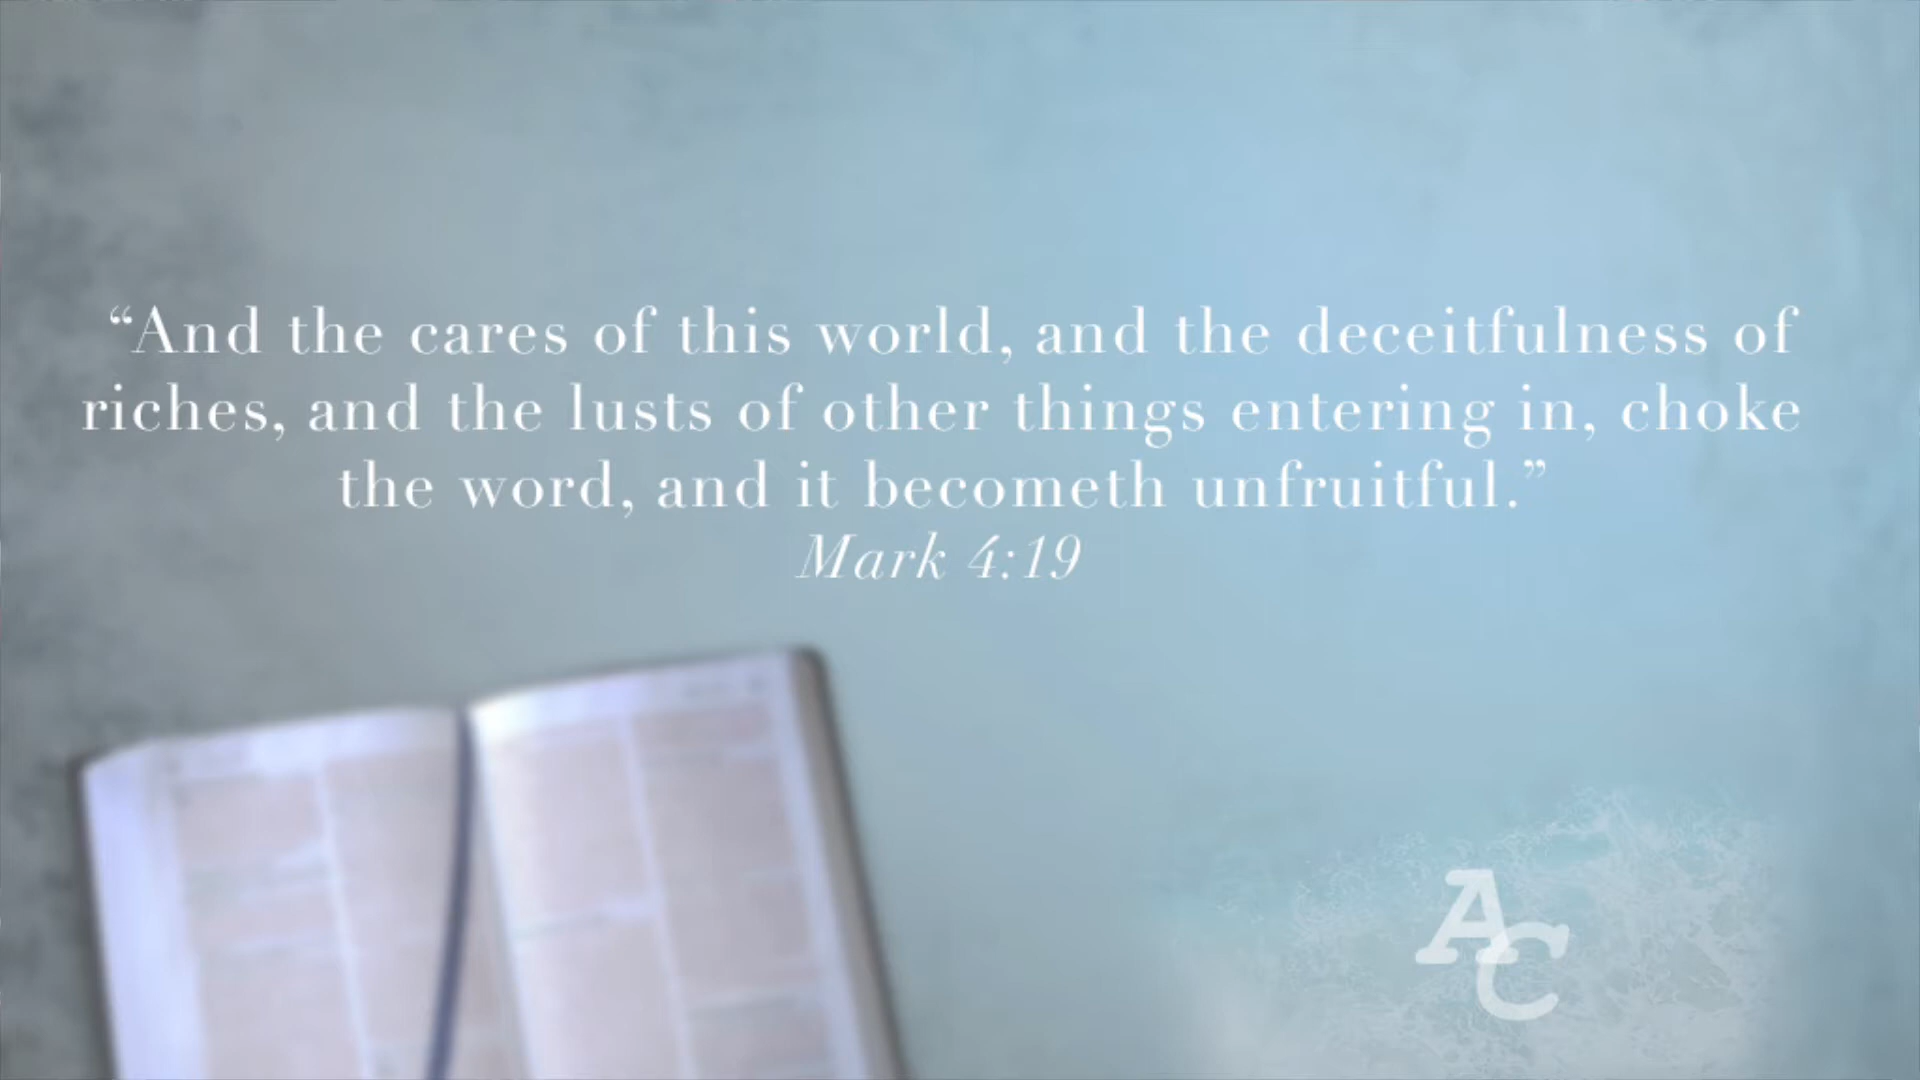 “And the cares of this world, and the deceitfulness of
riches, and the lusts of other things entering in, choke
the word, and it becometh unfruitful.”
Mark 4:19
AC